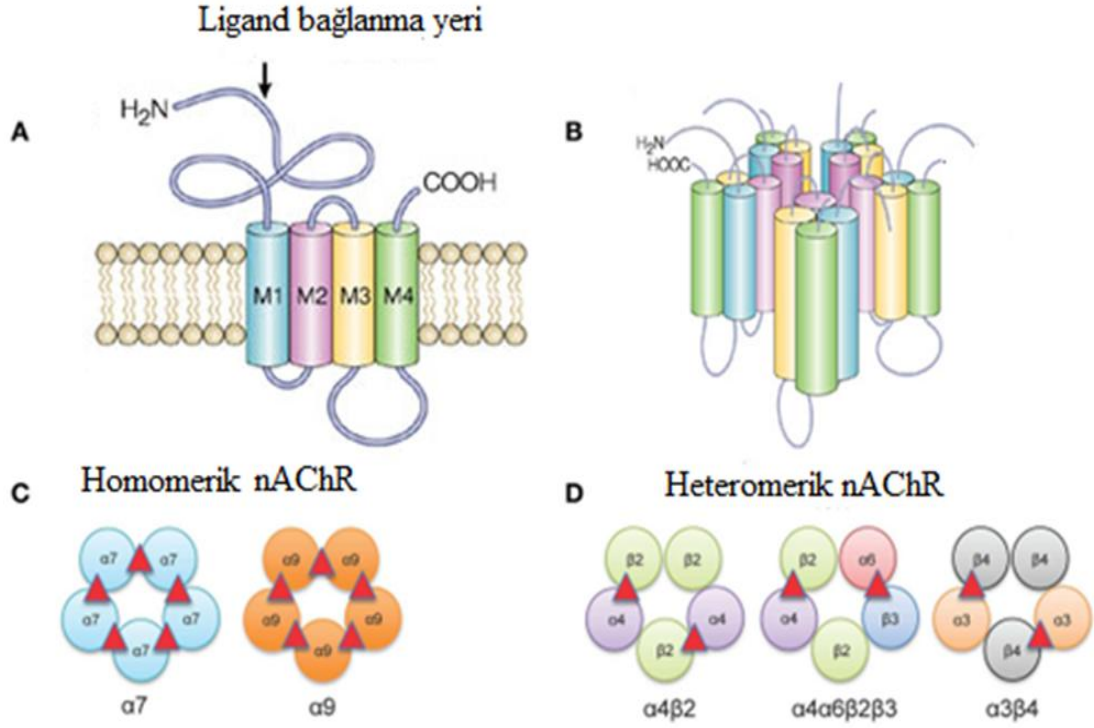 Ligand bağlanma yeri
A
H₂N
COOH
M1 M2 M3 M4
B
H₂N
HOOC
C
Homomerik nAChR
α7 α7
α7 α7
α7
α7
α9 α9
α9 α9
α9
α9
D
Heteromerik nAChR
β2 β2
α4 α4
β2
α4β2
β2 α6
α4 β3
β2
α4α6β2β3
β4 β4
α3 α3
β4
α3β4